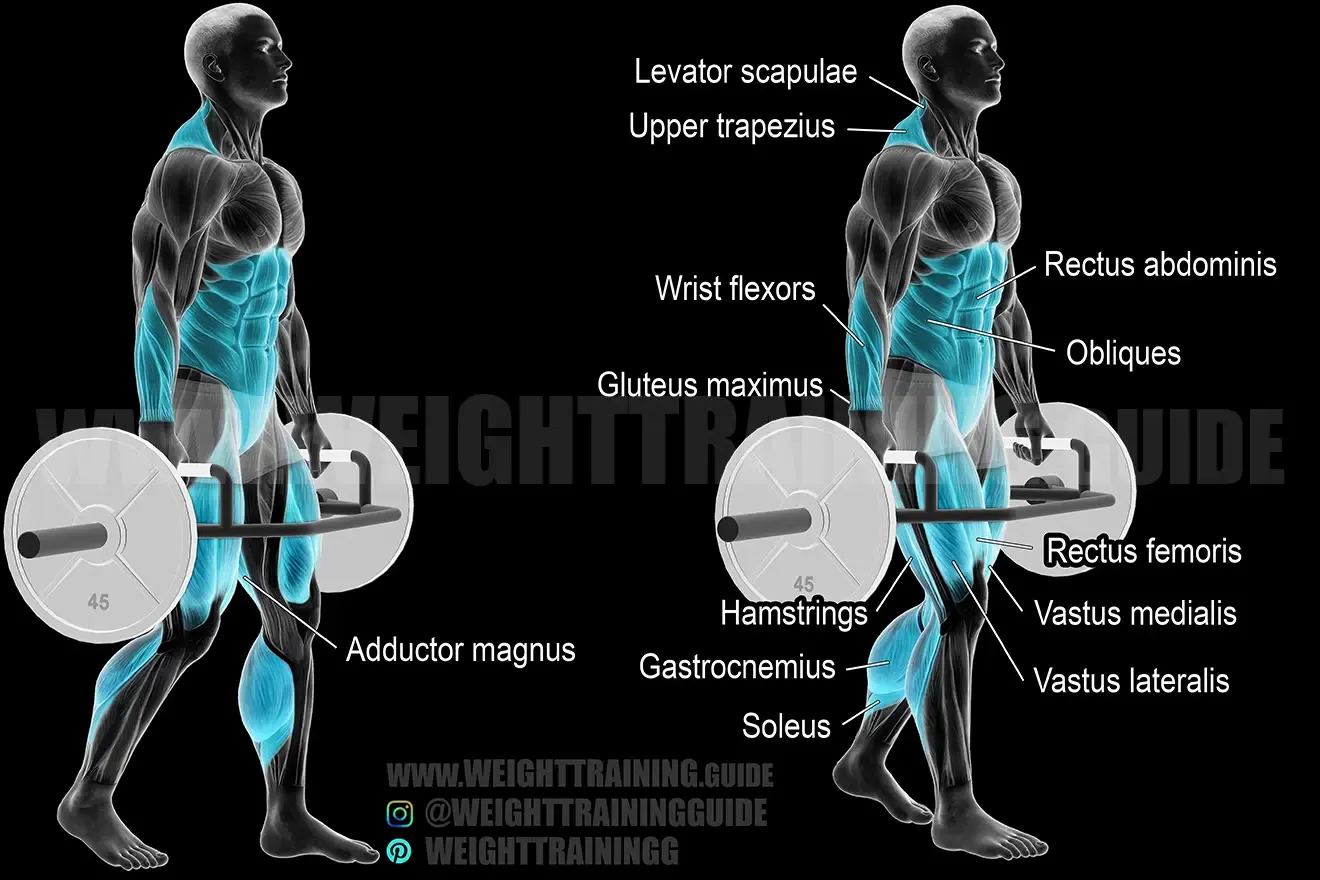 Levator scapulae
Upper trapezius
Rectus abdominis
Wrist flexors
Obliques
Gluteus maximus
WWW.WEIGHTTRAINING.GUIDE
45
45
Rectus femoris
Hamstrings
Vastus medialis
Adductor magnus
Gastrocnemius
Vastus lateralis
Soleus
WWW.WEIGHTTRAINING.GUIDE
@WEIGHTTRAININGGUIDE
WEIGHTTRAININGG